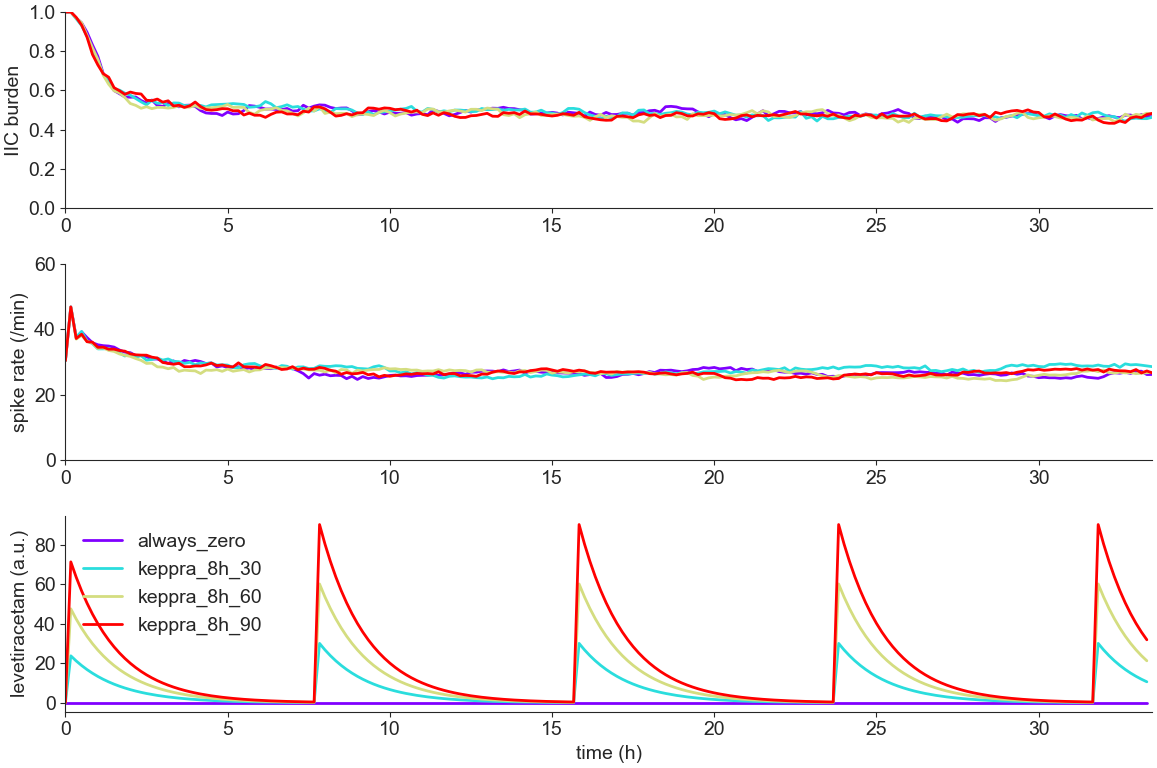 IIC burden
1.0
0.8
0.6
0.4
0.2
0.0
0 5 10 15 20 25 30
spike rate (/min)
60
40
20
0
0 5 10 15 20 25 30
levetiracetam (a.u.)
80
60
40
20
0
always_zero
keppra_8h_30
keppra_8h_60
keppra_8h_90
0 5 10 15 20 25 30
time (h)